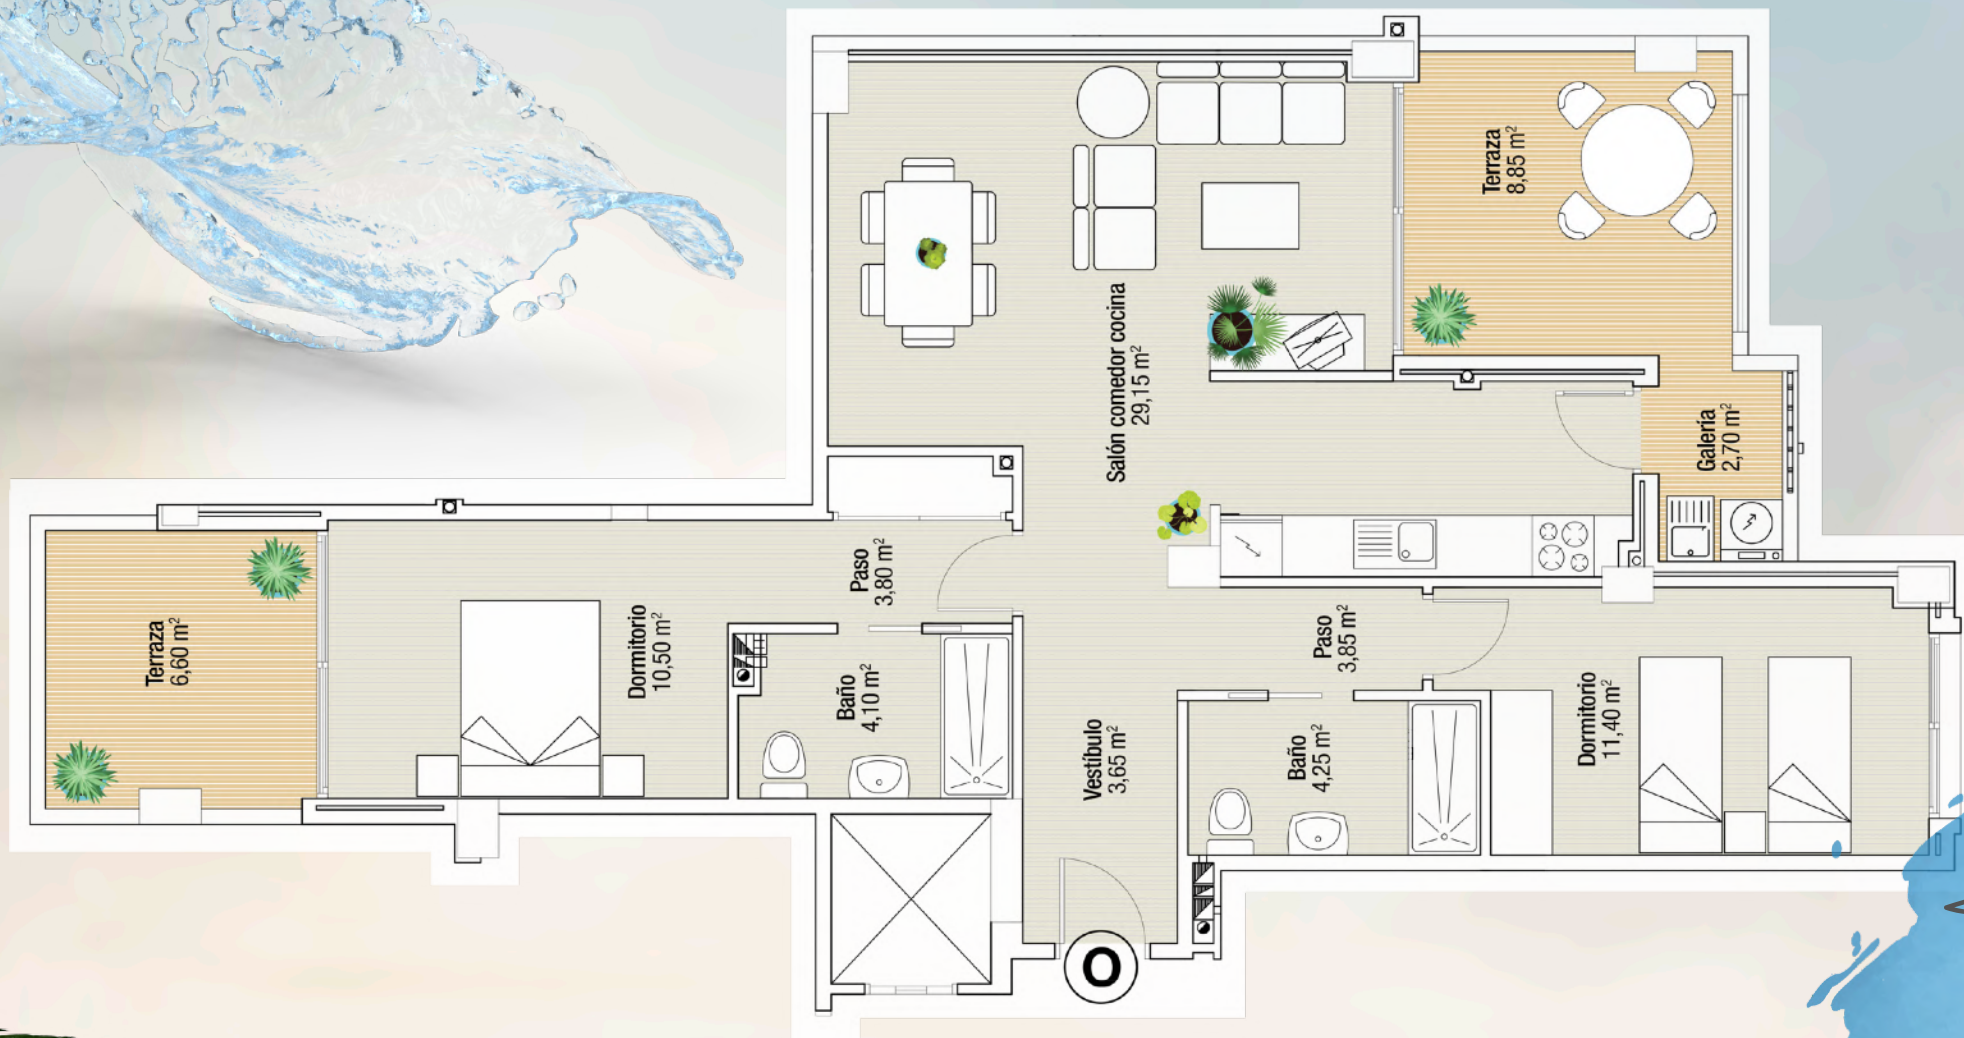 Terraza
8,85 m²
Salón comedor cocina
29,15 m²
Galería
2,70 m²
Paso
3,80 m²
Terraza
6,60 m²
Dormitorio
10,50 m²
Baño
4,10 m²
Paso
3,85 m²
Vestíbulo
3,65 m²
Baño
4,25 m²
Dormitorio
11,40 m²
O